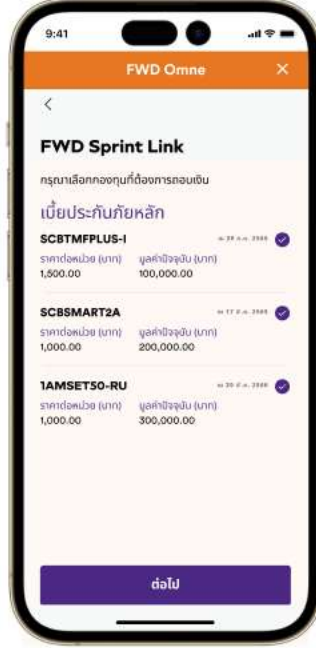 9:41
FWD Omne
FWD Sprint Link
กรุณาเลือกกองทุนที่ต้องการถอนเงิน
เบี้ยประกันภัยหลัก
SCBTMFPLUS-I
ราคาต่อหน่วย (บาท) มูลค่าปัจจุบัน (บาท)
1,500.00 100,000.00
SCBSMART2A
ราคาต่อหน่วย (บาท) มูลค่าปัจจุบัน (บาท)
1,000.00 200,000.00
1AMSET50-RU
ราคาต่อหน่วย (บาท) มูลค่าปัจจุบัน (บาท)
1,000.00 300,000.00
ต่อไป